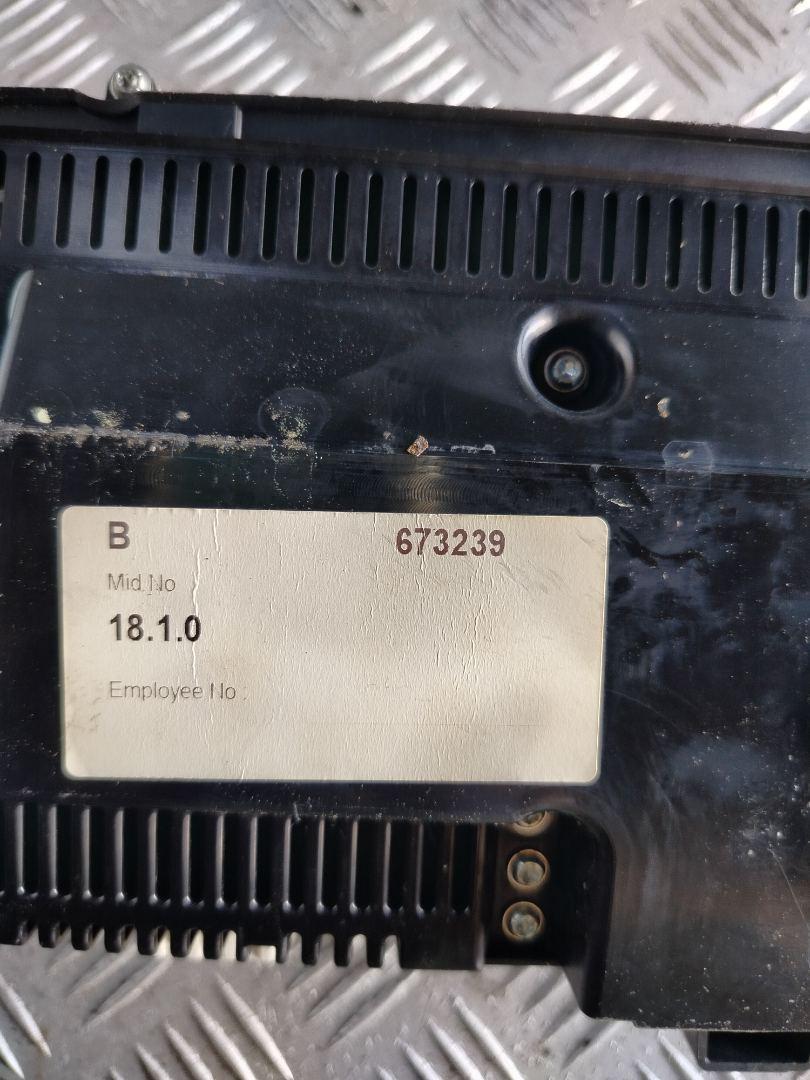 B 673239
Mid No
18.1.0
Employee No :